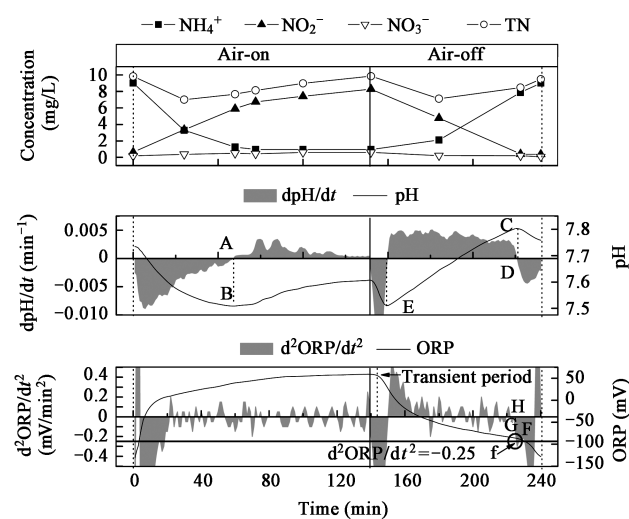 NH₄⁺ NO₂⁻ NO₃⁻ TN
Air-on Air-off
Concentration
(mg/L)
10
8
6
4
2
0
dpH/dt pH
dpH/dt (min⁻¹)
0.005
0.000
−0.005
−0.010
A
B
C
D
E
7.8
7.7
7.6
7.5
pH
d²ORP/dt² ORP
d²ORP/dt²
(mV/min²)
0.4
0.2
0.0
−0.2
−0.4
Transient period
H
G F
d²ORP/dt²=−0.25 f
50
0
−50
−100
−150
ORP (mV)
0 40 80 120 160 200 240
Time (min)